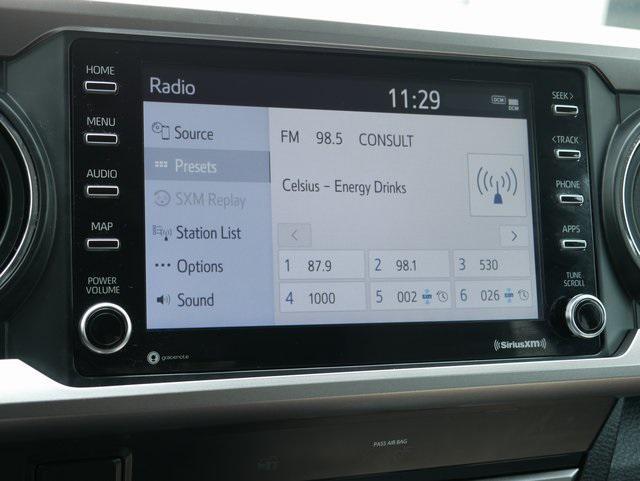 HOME
MENU
AUDIO
MAP
POWER
VOLUME
Radio
11:29
DCM
DCM
Source
Presets
SXM Replay
Station List
••• Options
Sound
FM 98.5 CONSULT
Celsius – Energy Drinks
<
>
1 87.9
2 98.1
3 530
4 1000
5 002
6 026
SEEK >
< TRACK
PHONE
APPS
TUNE
SCROLL
gracenote
((SiriusXM))
PASS AIR BAG